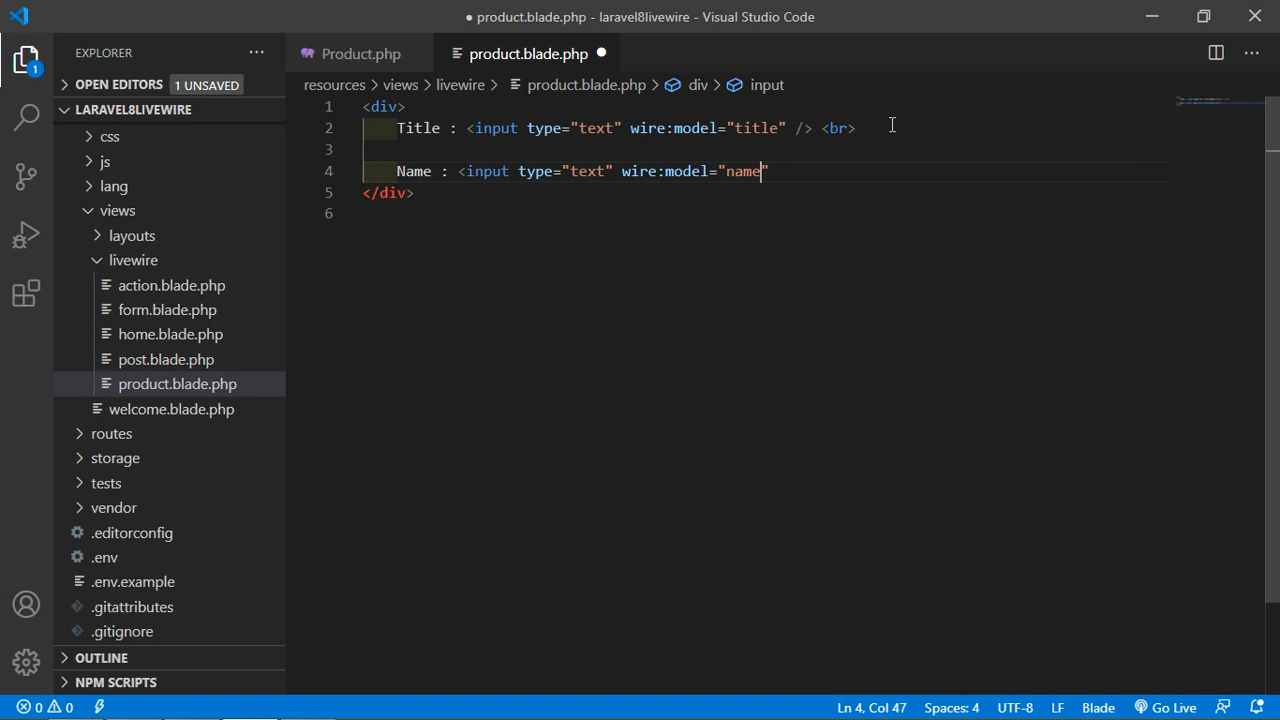 ● product.blade.php - laravel8livewire - Visual Studio Code
EXPLORER
Product.php
product.blade.php
OPEN EDITORS 1 UNSAVED
resources > views > livewire > product.blade.php > div > input
LARAVEL8LIVEWIRE
1 <div>
2 Title : <input type="text" wire:model="title" /> <br>
3
4 Name : <input type="text" wire:model="name"
5 </div>
6
1
css
js
lang
views
layouts
livewire
action.blade.php
form.blade.php
home.blade.php
post.blade.php
product.blade.php
welcome.blade.php
routes
storage
tests
vendor
.editorconfig
.env
.env.example
.gitattributes
.gitignore
OUTLINE
NPM SCRIPTS
0 0 Ln 4, Col 47 Spaces: 4 UTF-8 LF Blade Go Live